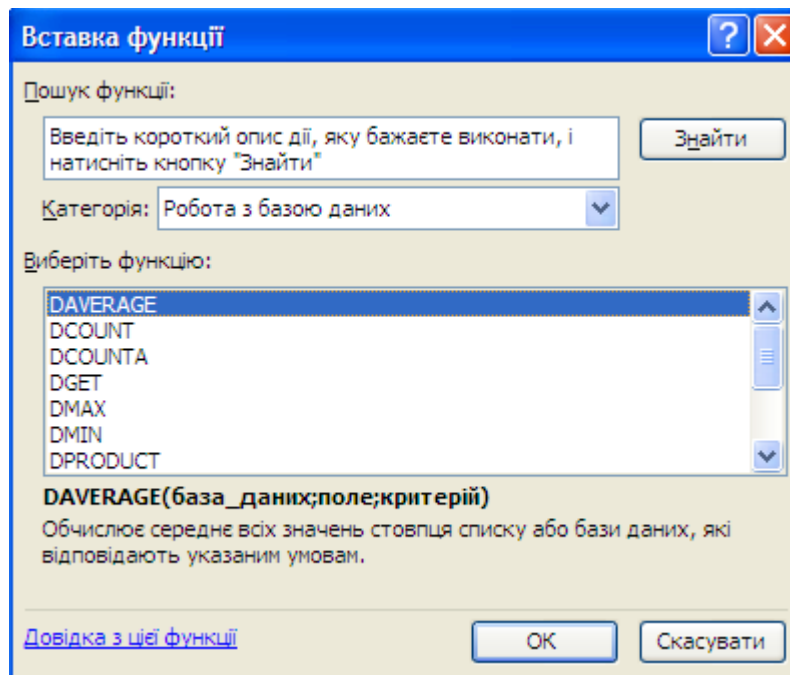 Вставка функції
Пошук функції:
Введіть короткий опис дії, яку бажаєте виконати, і
натисніть кнопку "Знайти"
Знайти
Категорія: Робота з базою даних
Виберіть функцію:
DAVERAGE
DCOUNT
DCOUNTA
DGET
DMAX
DMIN
DPRODUCT
DAVERAGE(база_даних;поле;критерій)
Обчислює середнє всіх значень стовпця списку або бази даних, які
відповідають указаним умовам.
Довідка з цієї функції
ОК
Скасувати